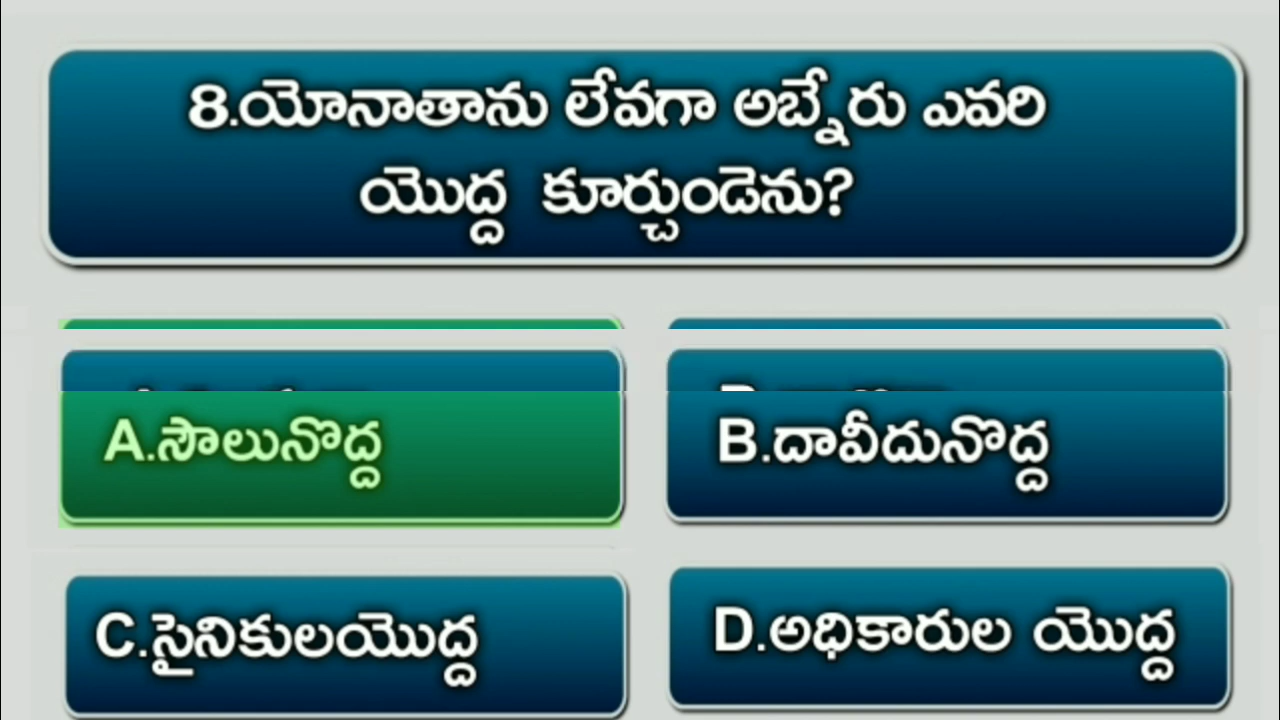 8.యోనాతాను లేవగా అబ్నేరు ఎవరి
యొద్ద కూర్చుండెను?
A.సౌలునొద్ద
B.దావీదునొద్ద
C.సైనికులయొద్ద
D.అధికారుల యొద్ద